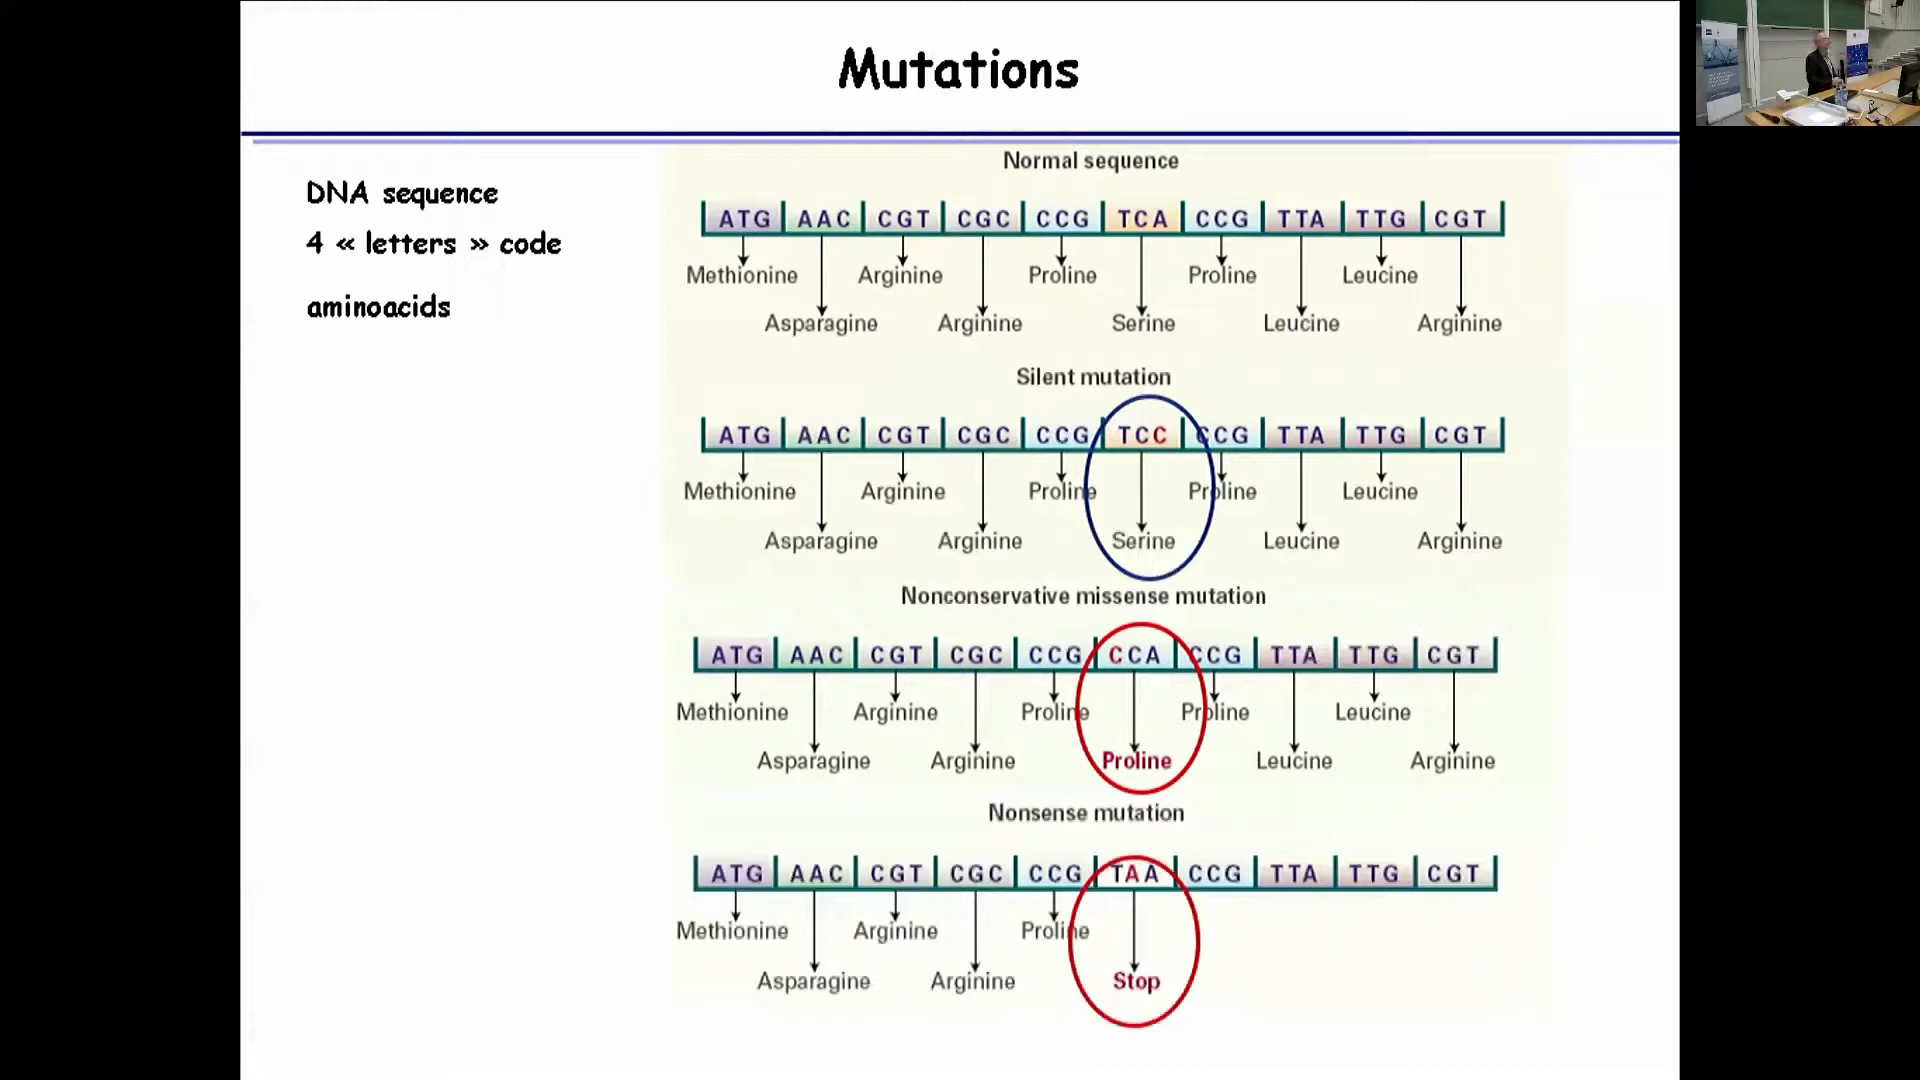 Mutations
DNA sequence
4 « letters » code
aminoacids
Normal sequence
ATG AAC CGT CGC CCG TCA CCG TTA TTG CGT
Methionine Arginine Proline Proline Leucine
Asparagine Arginine Serine Leucine Arginine
Silent mutation
ATG AAC CGT CGC CCG TCC CCG TTA TTG CGT
Methionine Arginine Proline Proline Leucine
Asparagine Arginine Serine Leucine Arginine
Nonconservative missense mutation
ATG AAC CGT CGC CCG CCA CCG TTA TTG CGT
Methionine Arginine Proline Proline Leucine
Asparagine Arginine Proline Leucine Arginine
Nonsense mutation
ATG AAC CGT CGC CCG TAA CCG TTA TTG CGT
Methionine Arginine Proline
Asparagine Arginine Stop